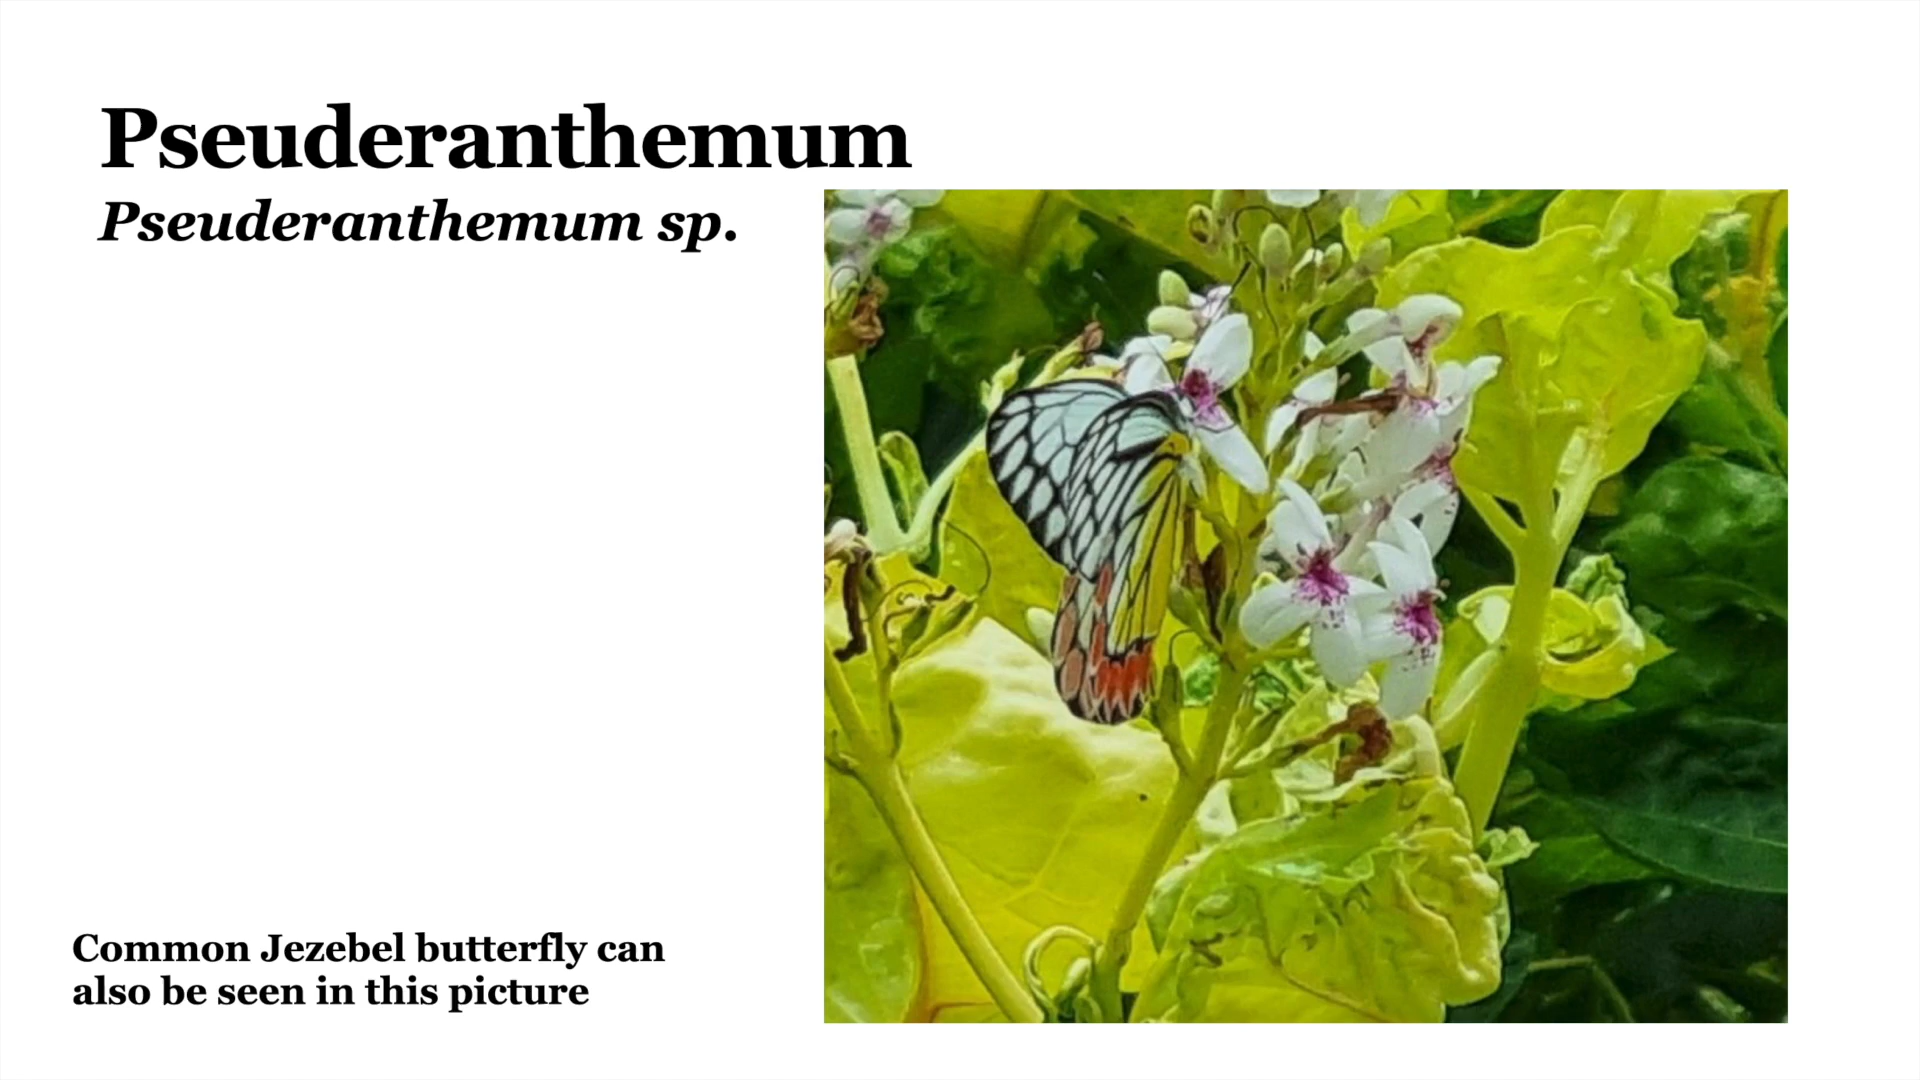 Pseuderanthemum
Pseuderanthemum sp.
Common Jezebel butterfly can
also be seen in this picture